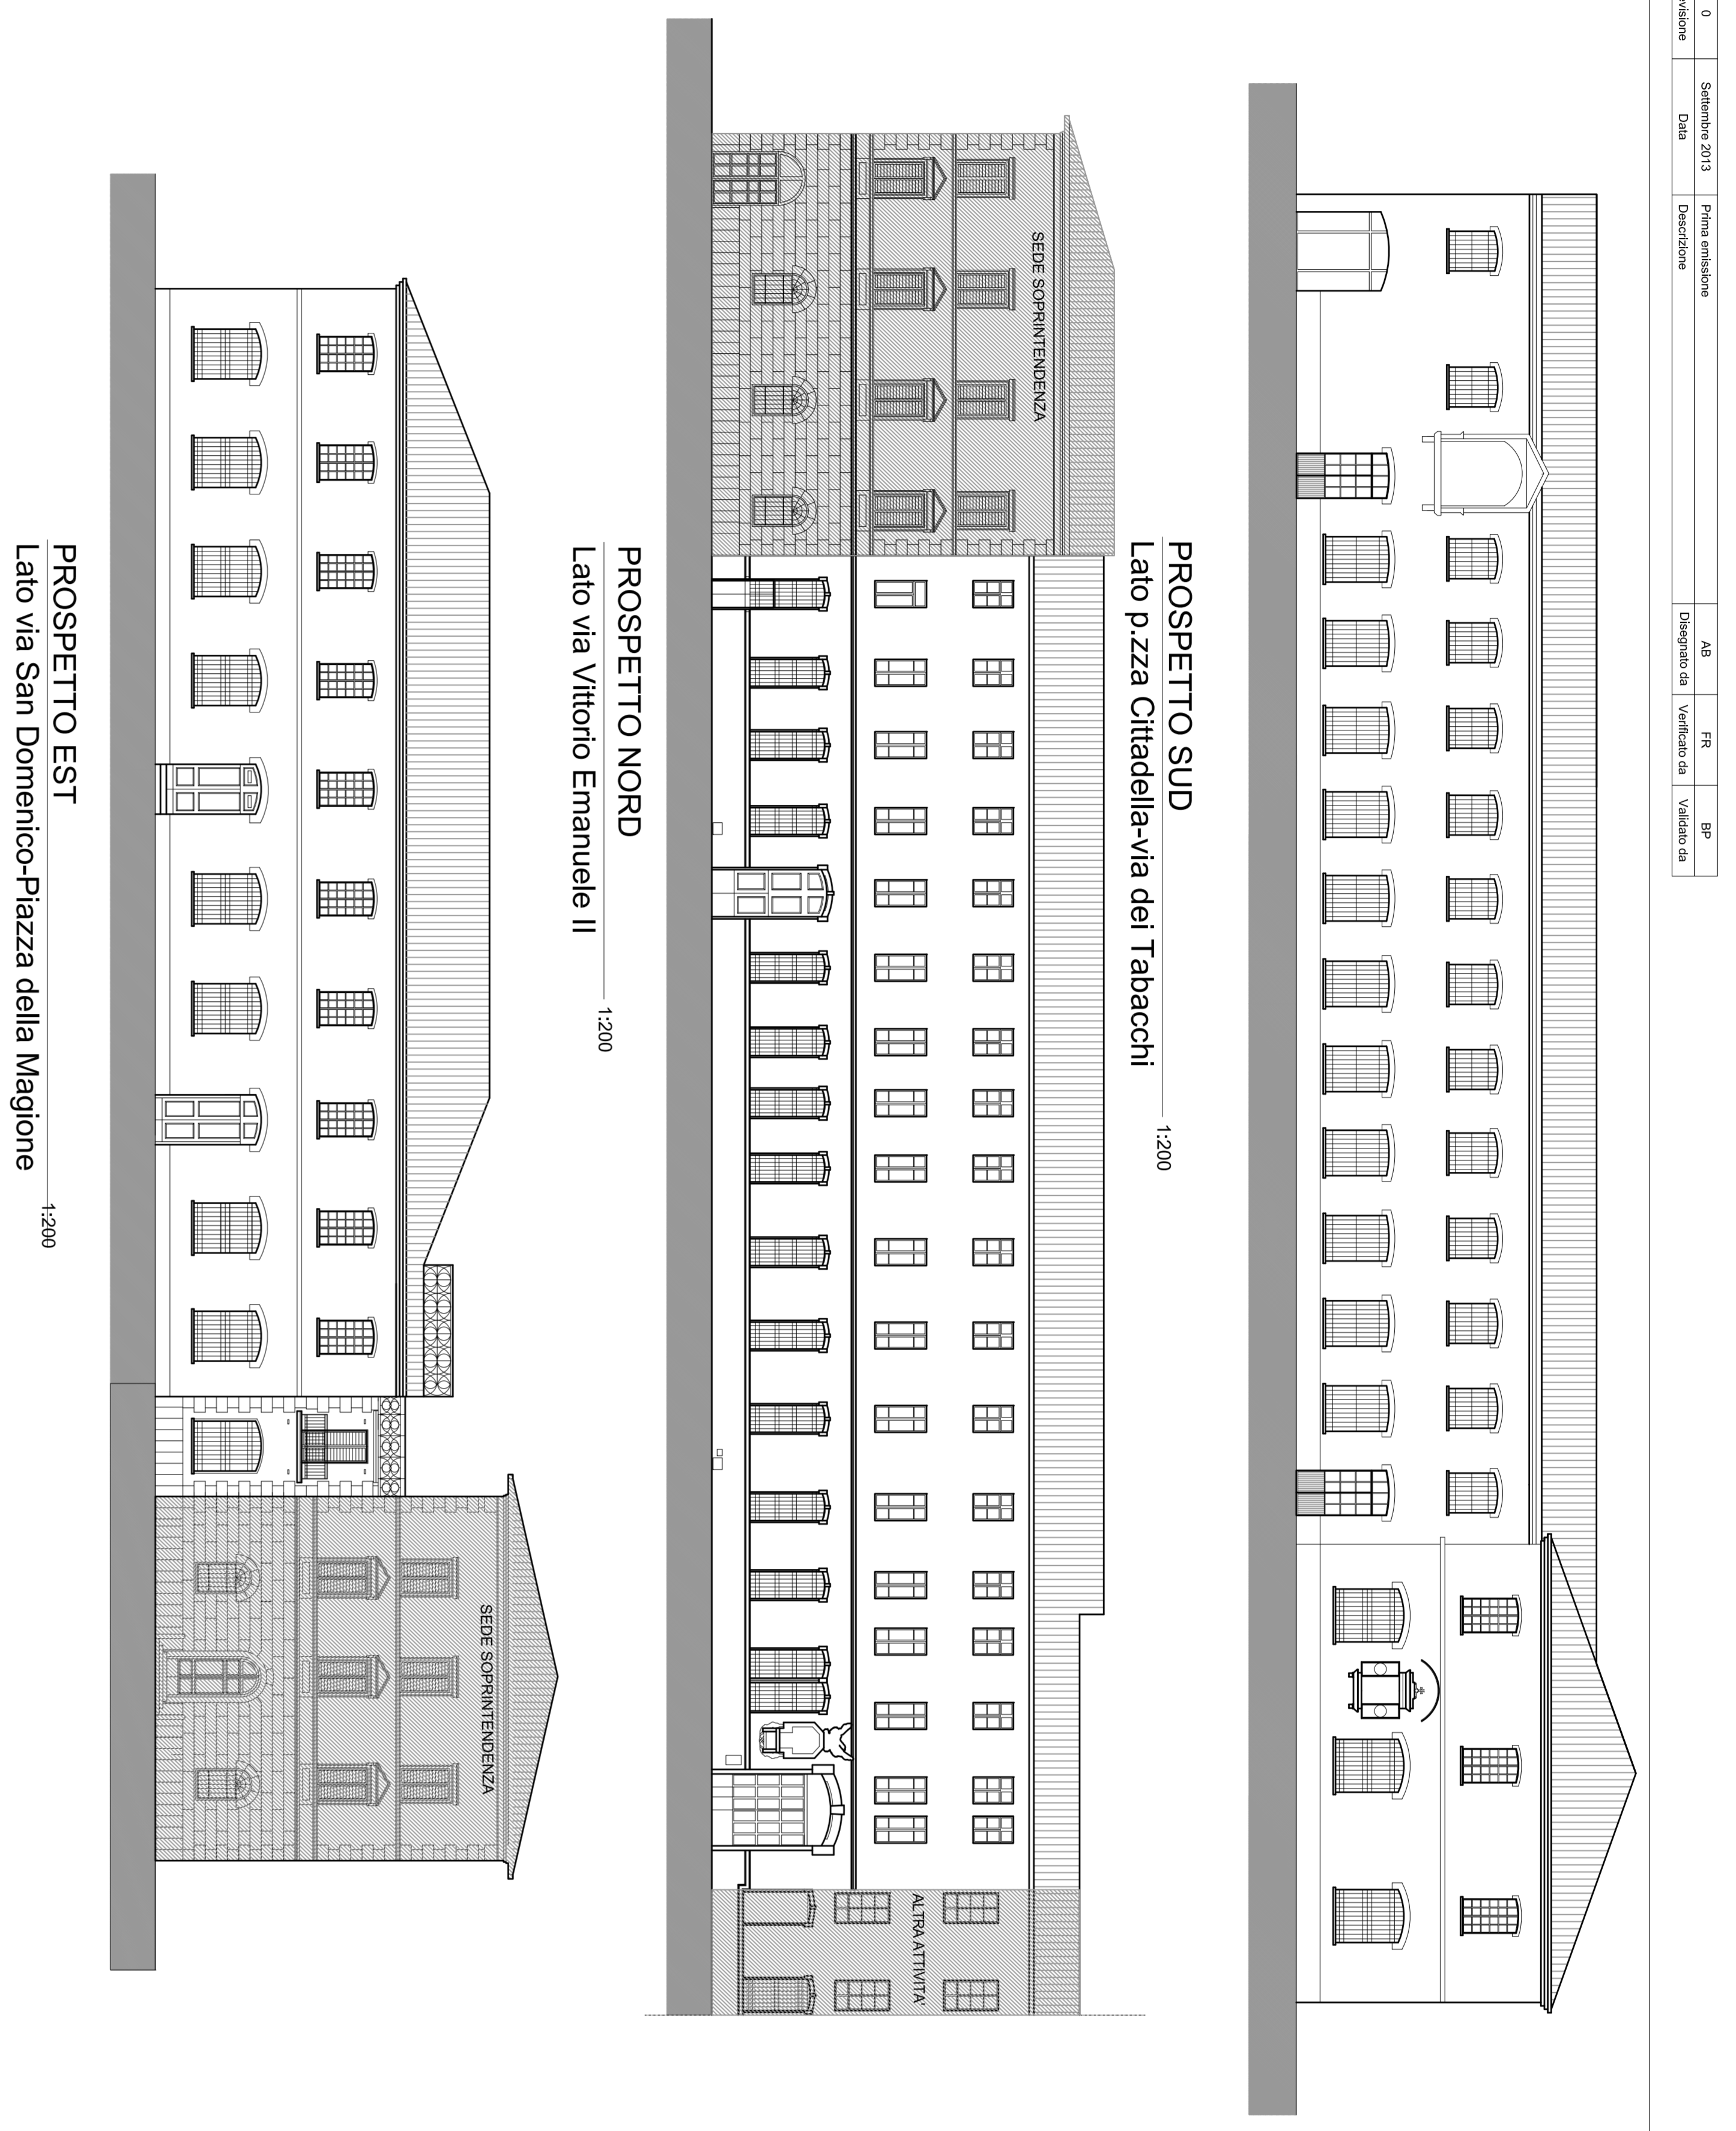 0 Settembre 2013 Prima emissione AB FR BP
evisione Data Descrizione Disegnato da Verificato da Validato da
PROSPETTO SUD
Lato p.zza Cittadella-via dei Tabacchi
1:200
SEDE SOPRINTENDENZA
ALTRA ATTIVITA'
PROSPETTO NORD
Lato via Vittorio Emanuele II
1:200
SEDE SOPRINTENDENZA
PROSPETTO EST
Lato via San Domenico-Piazza della Magione
1:200